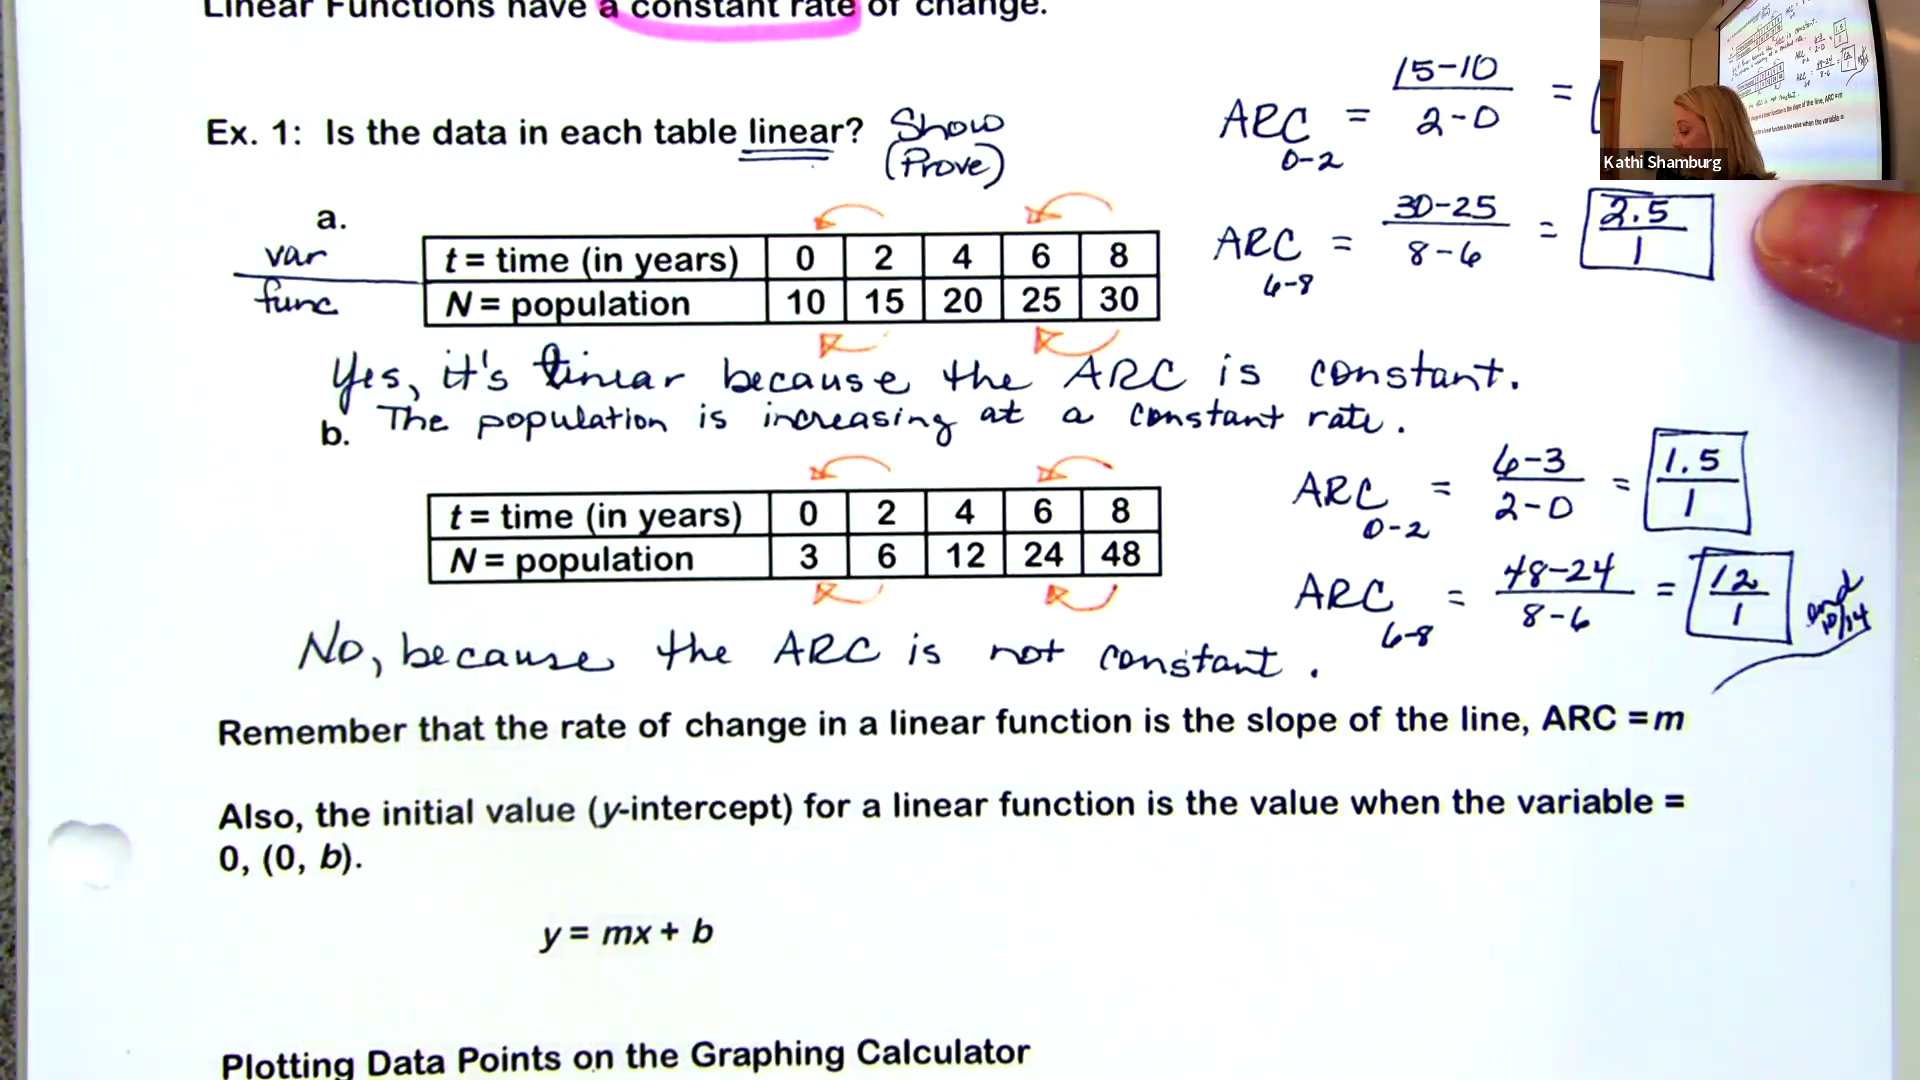 Linear Functions have a constant rate of change.
Ex. 1: Is the data in each table linear? Show
(Prove)
ARC 0-2 = 15-10 / 2-0 =
Kathi Shamburg
a.
var
func
t = time (in years) 0 2 4 6 8
N = population 10 15 20 25 30
ARC 6-8 = 30-25 / 8-6 = 2.5 / 1
Yes, it's linear because the ARC is constant.
The population is increasing at a constant rate.
b.
t = time (in years) 0 2 4 6 8
N = population 3 6 12 24 48
ARC 0-2 = 6-3 / 2-0 = 1.5 / 1
ARC 6-8 = 48-24 / 8-6 = 12 / 1
end
10/14
No, because the ARC is not constant.
Remember that the rate of change in a linear function is the slope of the line, ARC = m
Also, the initial value (y-intercept) for a linear function is the value when the variable =
0, (0, b).
y = mx + b
Plotting Data Points on the Graphing Calculator